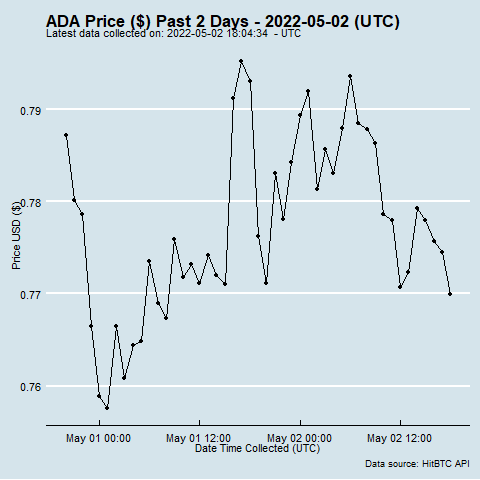 ADA Price ($) Past 2 Days - 2022-05-02 (UTC)
Latest data collected on: 2022-05-02 18:04:34 - UTC
0.79
0.78
0.77
0.76
Price USD ($)
May 01 00:00 May 01 12:00 May 02 00:00 May 02 12:00
Date Time Collected (UTC)
Data source: HitBTC API